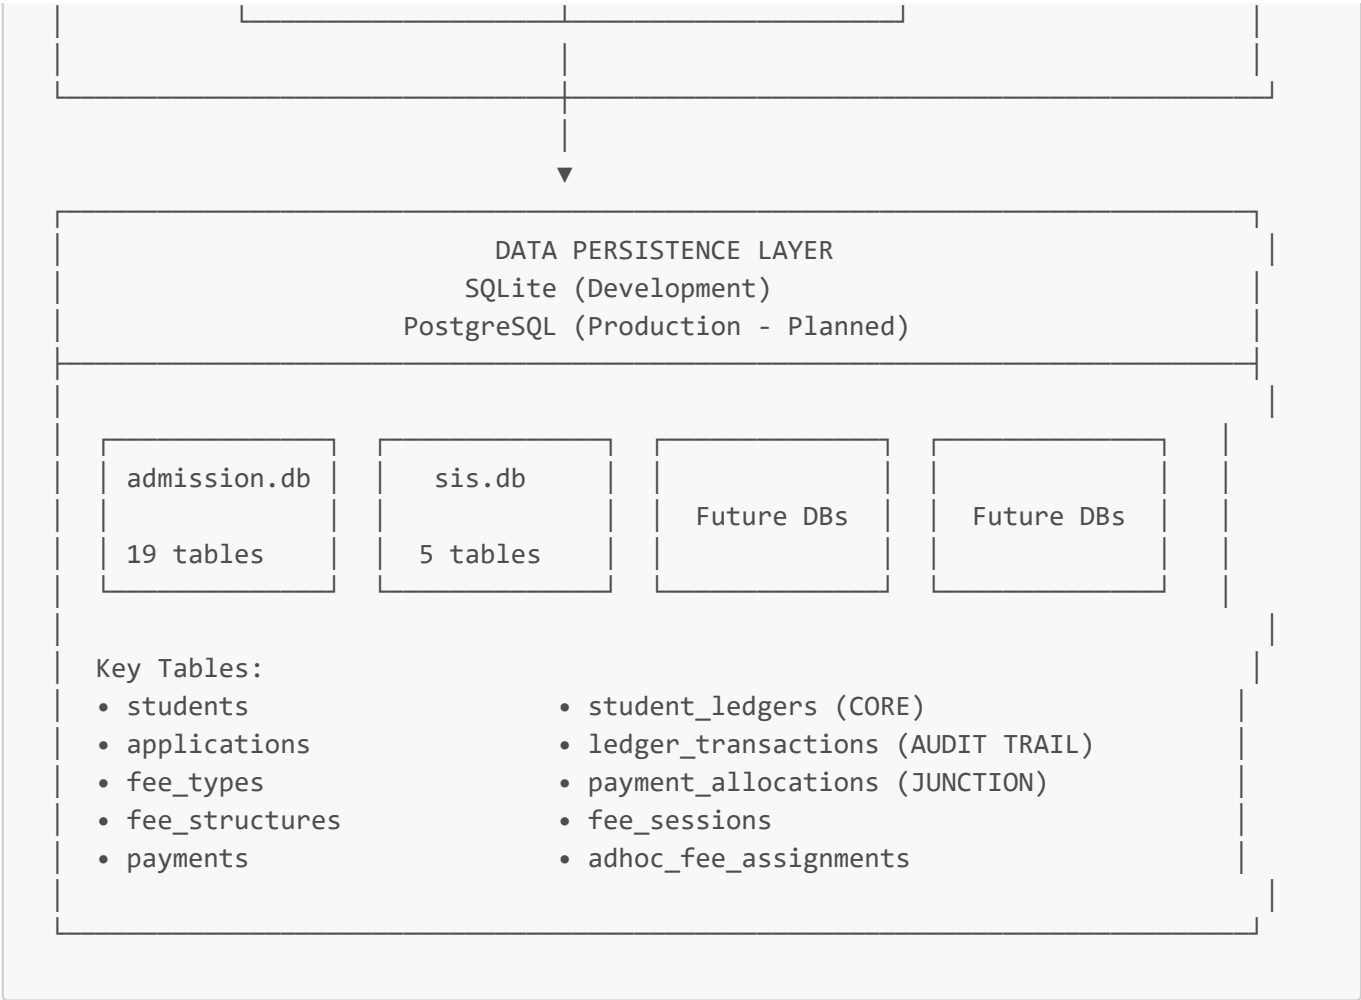 ▼
DATA PERSISTENCE LAYER
SQLite (Development)
PostgreSQL (Production - Planned)
admission.db sis.db
Future DBs Future DBs
19 tables 5 tables
Key Tables:
• students • student_ledgers (CORE)
• applications • ledger_transactions (AUDIT TRAIL)
• fee_types • payment_allocations (JUNCTION)
• fee_structures • fee_sessions
• payments • adhoc_fee_assignments